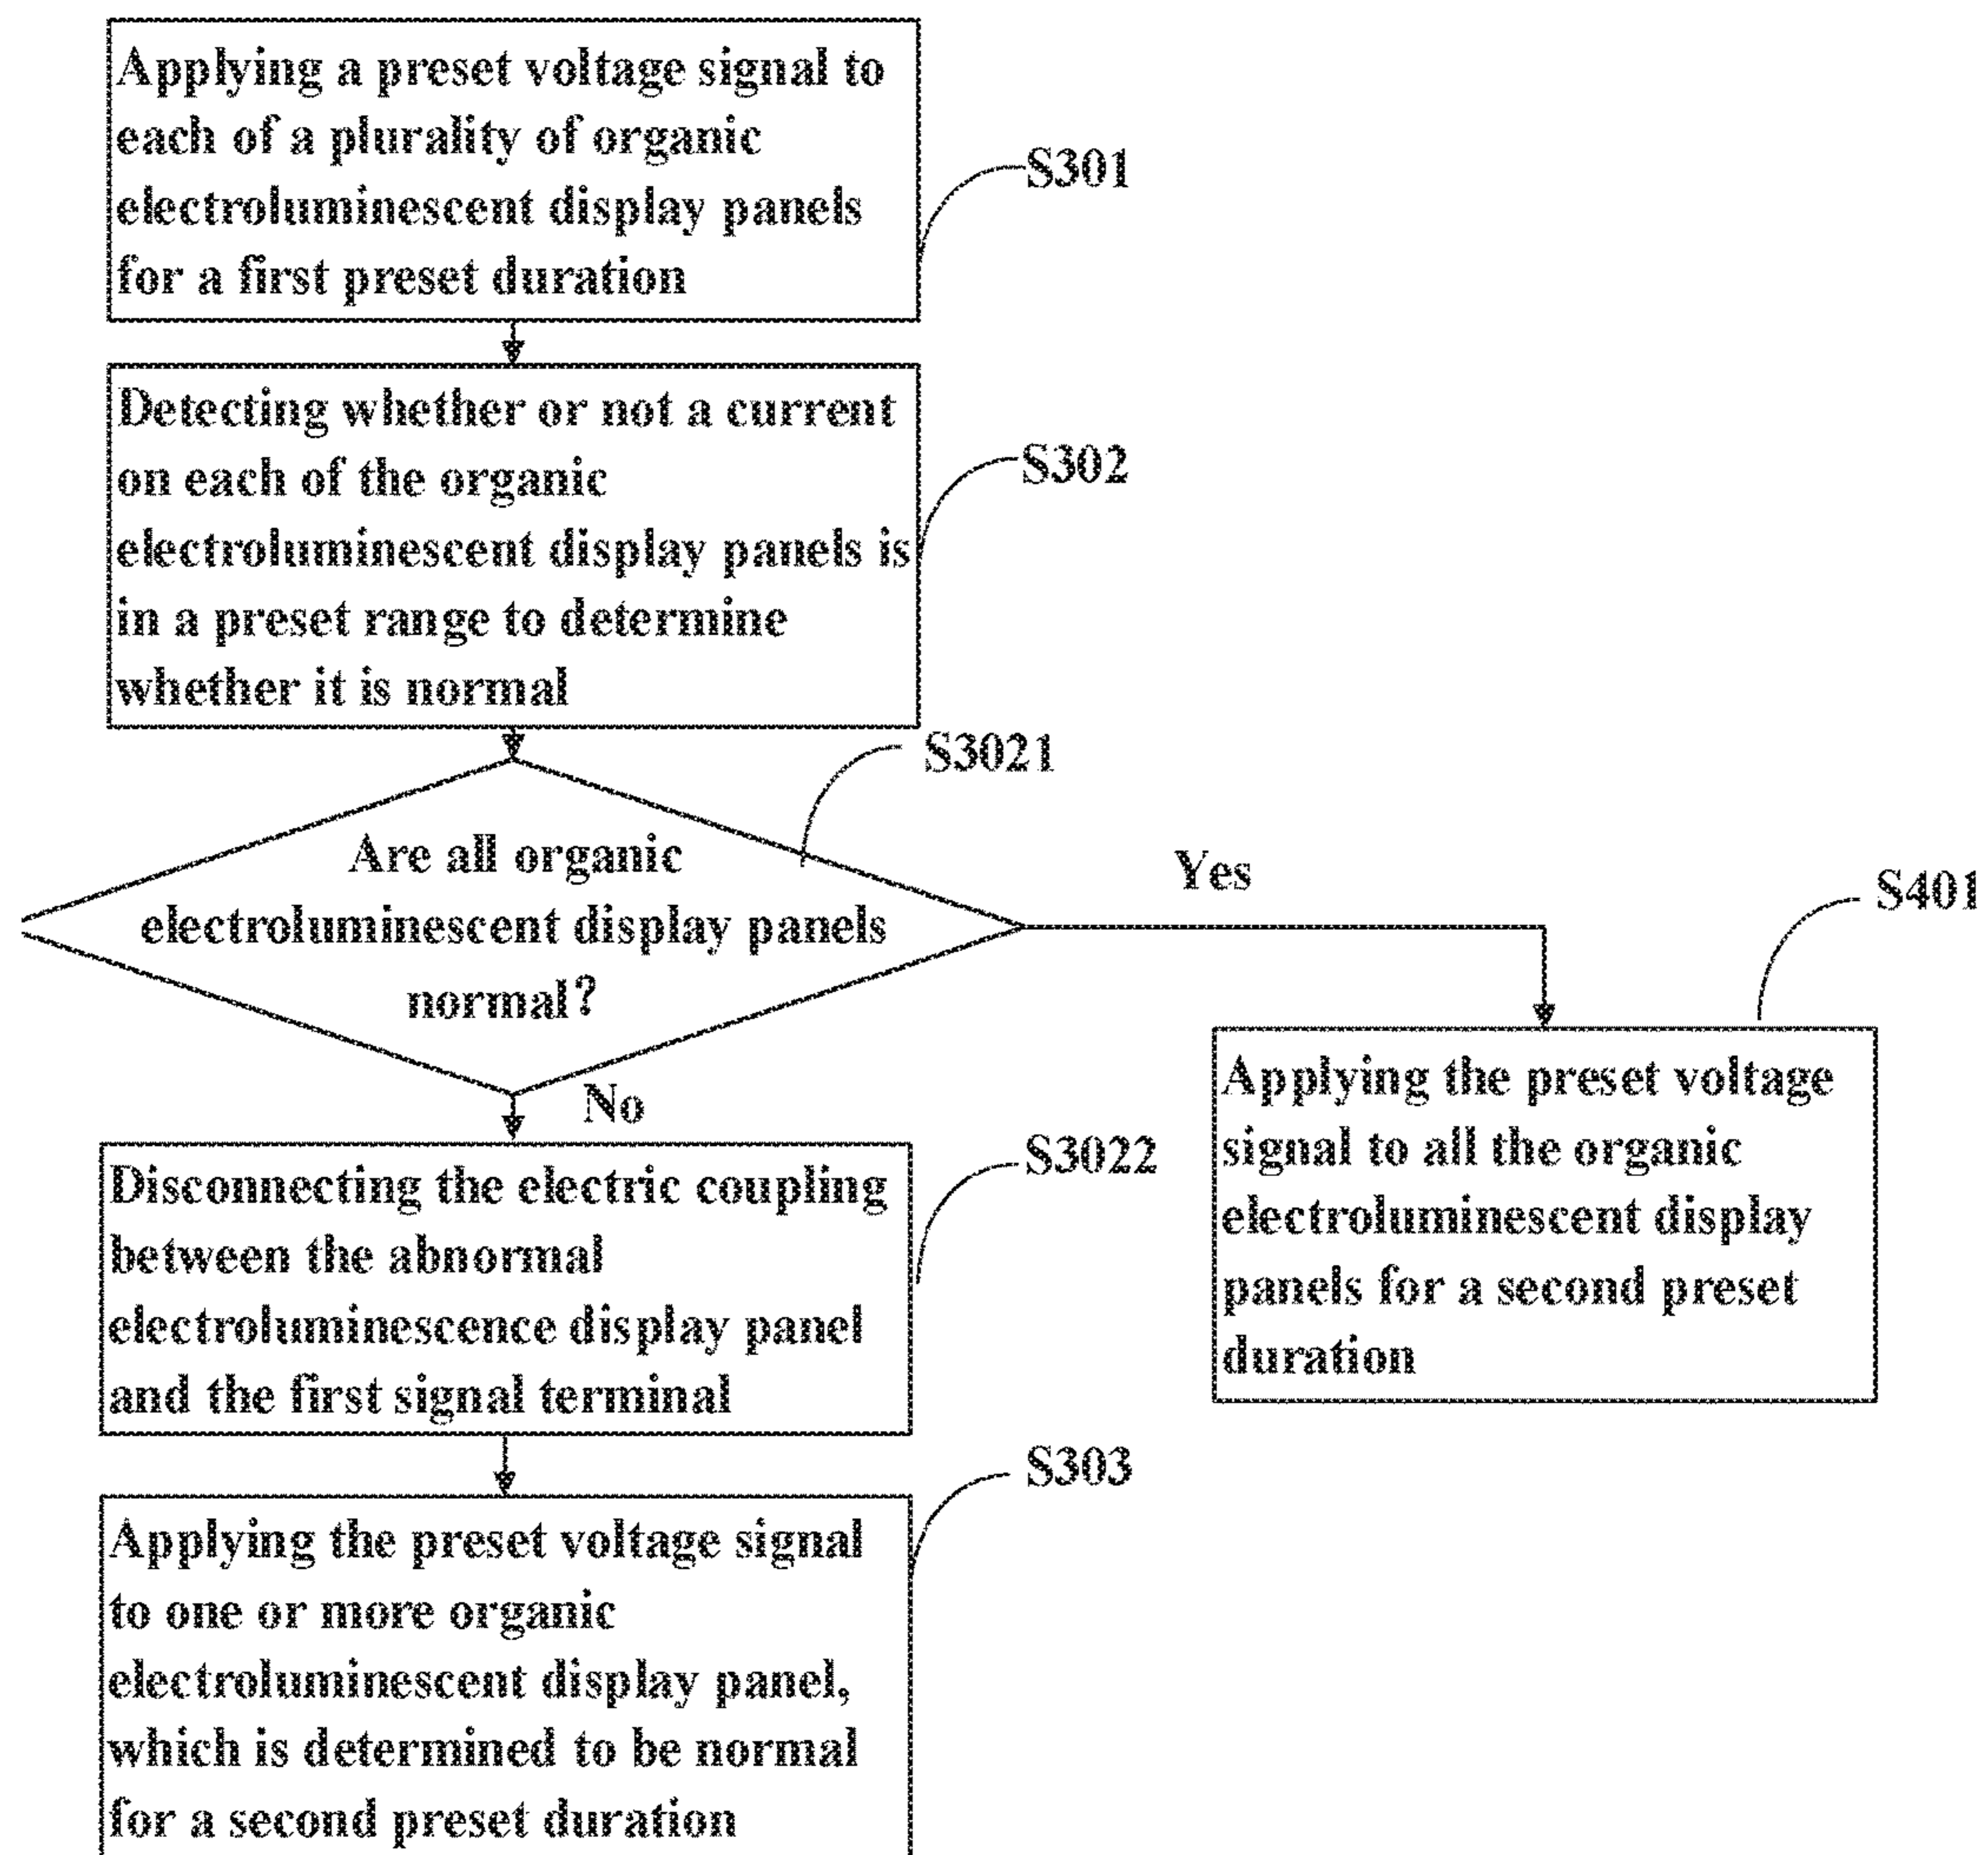 Applying a preset voltage signal to
each of a plurality of organic
electroluminescent display panels
for a first preset duration
S301
Detecting whether or not a current
on each of the organic
electroluminescent display panels is
in a preset range to determine
whether it is normal
S302
S3021
Are all organic
electroluminescent display panels
normal?
Yes
S401
No
Applying the preset voltage
signal to all the organic
electroluminescent display
panels for a second preset
duration
Disconnecting the electric coupling
between the abnormal
electroluminescence display panel
and the first signal terminal
S3022
S303
Applying the preset voltage signal
to one or more organic
electroluminescent display panel,
which is determined to be normal
for a second preset duration